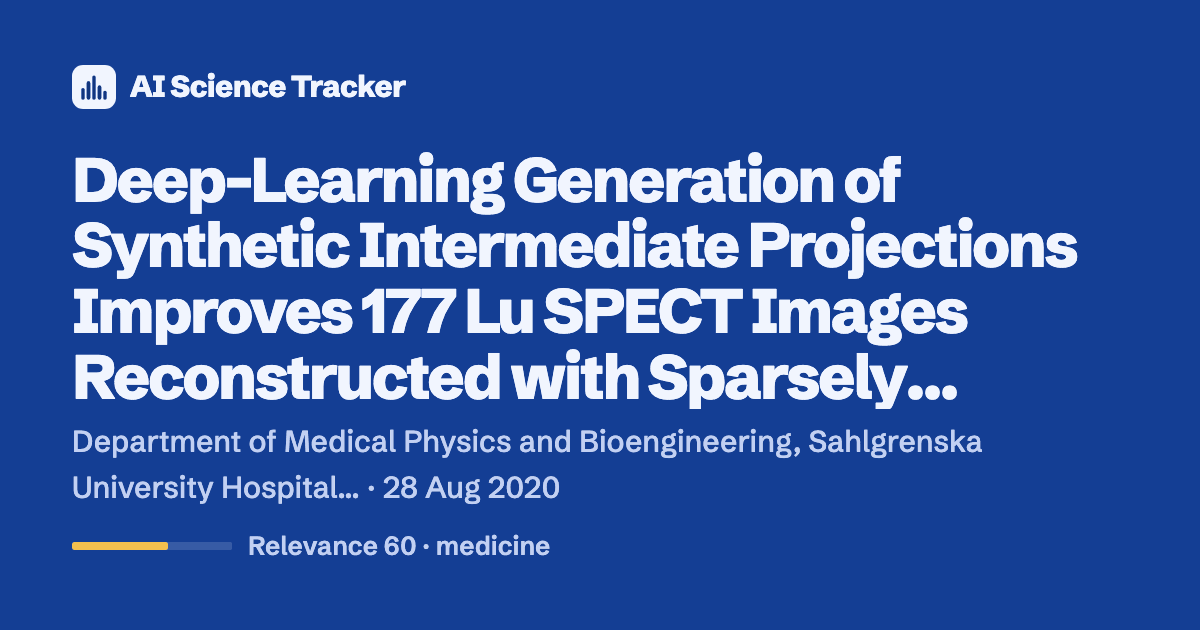 AI Science Tracker
Deep-Learning Generation of
Synthetic Intermediate Projections
Improves 177 Lu SPECT Images
Reconstructed with Sparsely...
Department of Medical Physics and Bioengineering, Sahlgrenska
University Hospital... · 28 Aug 2020
Relevance 60 · medicine